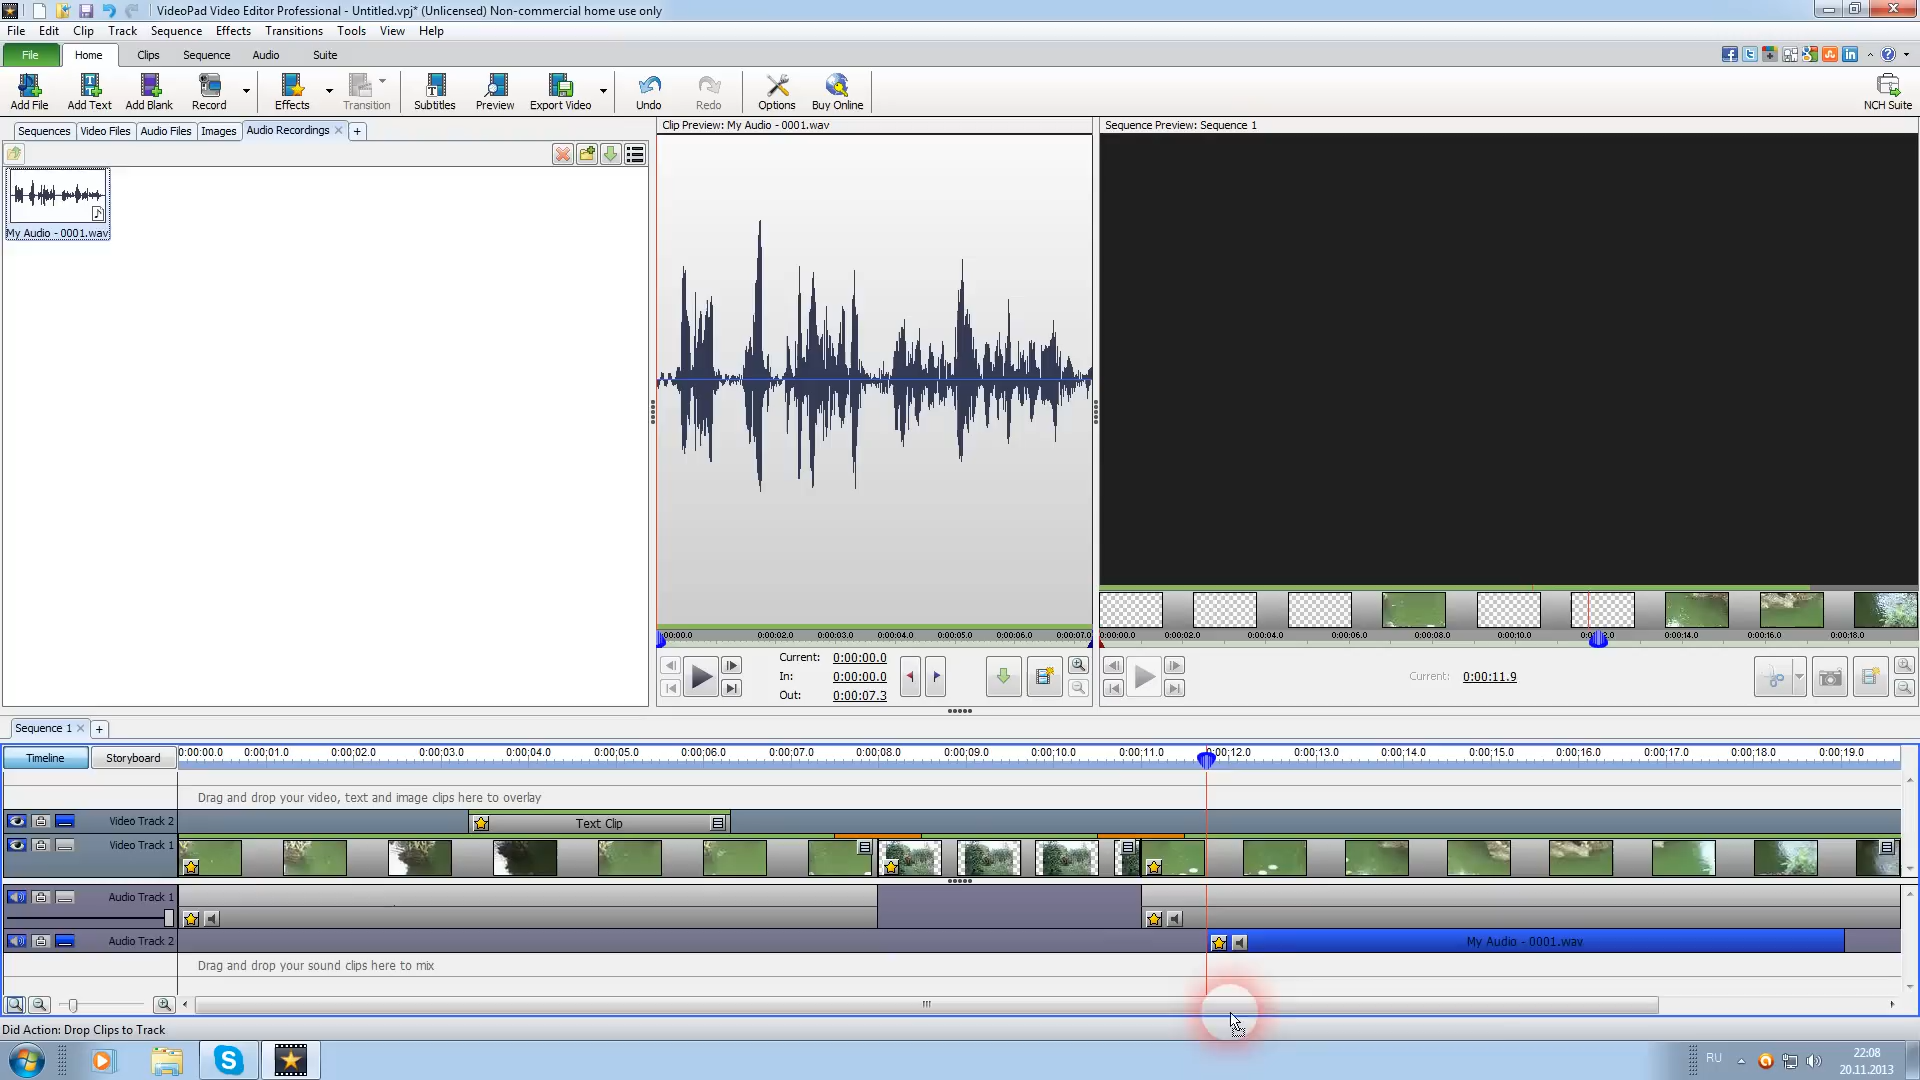 VideoPad Video Editor Professional - Untitled.vpj* (Unlicensed) Non-commercial home use only
File Edit Clip Track Sequence Effects Transitions Tools View Help
File Home Clips Sequence Audio Suite
Add File Add Text Add Blank Record Effects Transition Subtitles Preview Export Video Undo Redo Options Buy Online NCH Suite
Sequences Video Files Audio Files Images Audio Recordings
Clip Preview: My Audio - 0001.wav
Sequence Preview: Sequence 1
My Audio - 0001.wav
0:00:00.0 0:00:02.0 0:00:03.0 0:00:04.0 0:00:05.0 0:00:06.0 0:00:07.0
0:00:00.0 0:00:02.0 0:00:04.0 0:00:06.0 0:00:08.0 0:00:10.0 0:00:12.0 0:00:14.0 0:00:16.0 0:00:18.0
Current: 0:00:00.0
In: 0:00:00.0
Out: 0:00:07.3
Current: 0:00:11.9
Sequence 1
Timeline Storyboard
0:00:00.0 0:00:01.0 0:00:02.0 0:00:03.0 0:00:04.0 0:00:05.0 0:00:06.0 0:00:07.0 0:00:08.0 0:00:09.0 0:00:10.0 0:00:11.0 0:00:12.0 0:00:13.0 0:00:14.0 0:00:15.0 0:00:16.0 0:00:17.0 0:00:18.0 0:00:19.0
Drag and drop your video, text and image clips here to overlay
Video Track 2
Text Clip
Video Track 1
Audio Track 1
Audio Track 2
My Audio - 0001.wav
Drag and drop your sound clips here to mix
Did Action: Drop Clips to Track
RU
22:08
20.11.2013